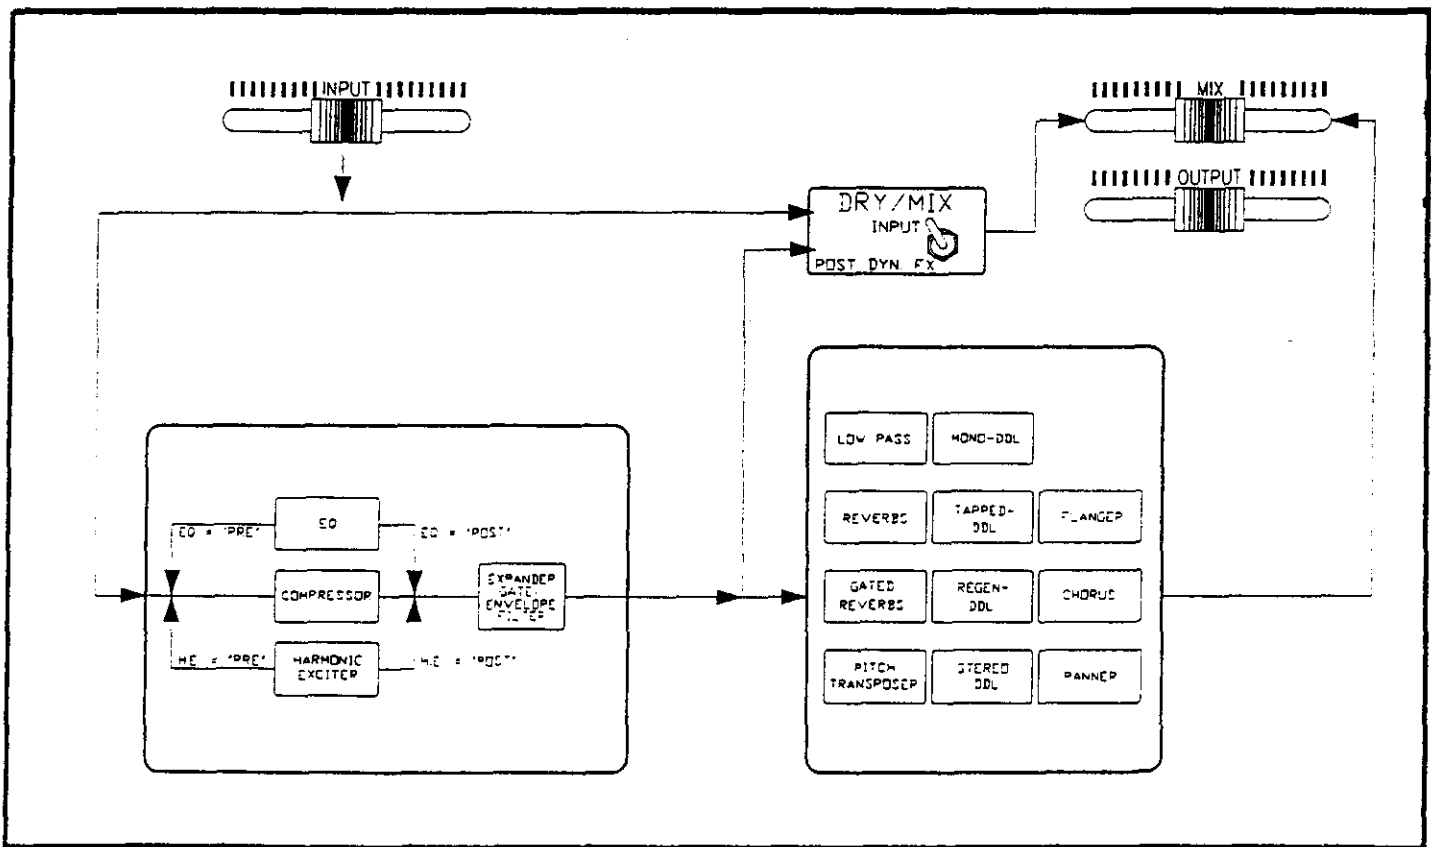 INPUT
MIX
OUTPUT
DRY/MIX
INPUT
POST DYN. FX
LOW PASS
MONO-DDL
REVERBS
TAPPED-
DDL
FLANGER
GATED
REVERBS
REGEN-
DDL
CHORUS
PITCH
TRANSPOSER
STEREO
DDL
PANNER
EQ = "PRE"
EQ
EQ = "POST"
COMPRESSOR
EXPANDER
GATE
ENVELOPE
FILTER
H.E. = "PRE"
HARMONIC
EXCITER
H.E. = "POST"